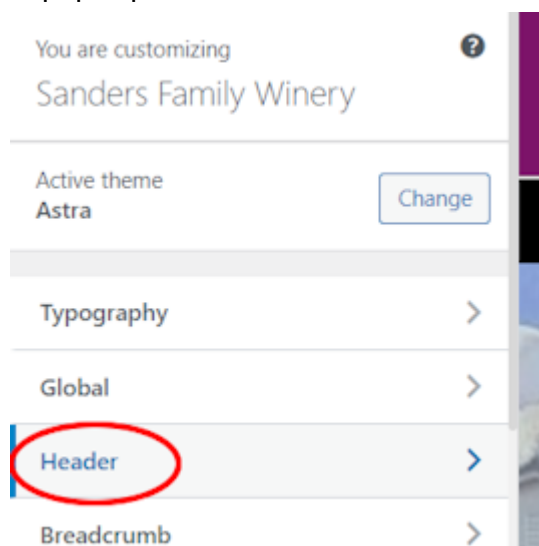 You are customizing
Sanders Family Winery
Active theme
Astra
Change
Typography
Global
Header
Breadcrumb